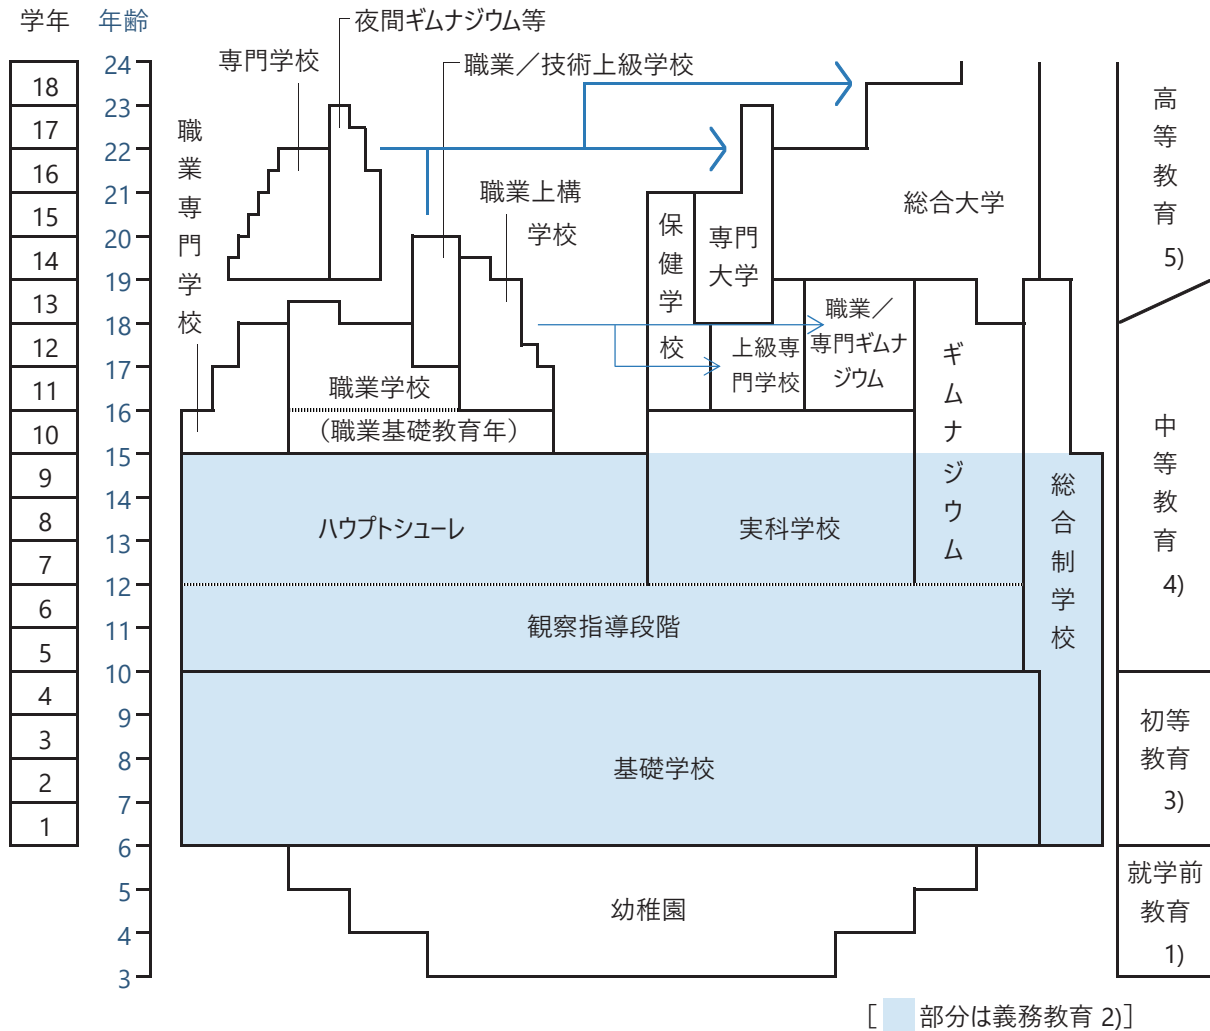 学年
年齢
夜間ギムナジウム等
専門学校
職業／技術上級学校
職業専門学校
職業上構
学校
18
17
16
15
14
13
12
11
10
9
8
7
6
5
4
3
2
1
24
23
22
21
20
19
18
17
16
15
14
13
12
11
10
9
8
7
6
5
4
3
保健学校
専門
大学
総合大学
職業学校
（職業基礎教育年）
上級専
門学校
職業／
専門ギムナ
ジウム
ギムナジウム
総合制学校
ハウプトシューレ
実科学校
観察指導段階
基礎学校
幼稚園
高等教育
5)
中等教育
4)
初等
教育
3)
就学前
教育
1)
［ 部分は義務教育 2)］